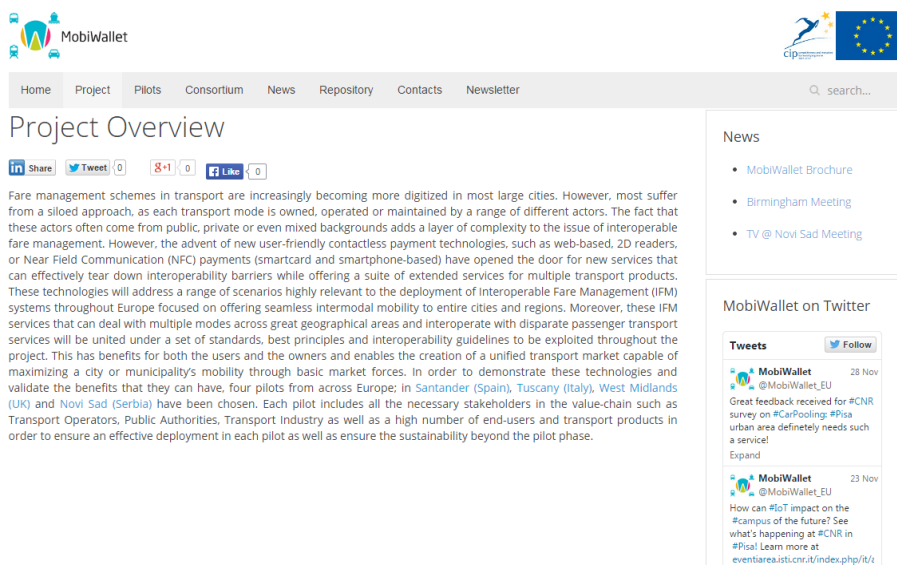 MobiWallet
cip
Home Project Pilots Consortium News Repository Contacts Newsletter
search...
Project Overview
in Share Tweet 0 g+1 0 f Like 0
Fare management schemes in transport are increasingly becoming more digitized in most large cities. However, most suffer
from a siloed approach, as each transport mode is owned, operated or maintained by a range of different actors. The fact that
these actors often come from public, private or even mixed backgrounds adds a layer of complexity to the issue of interoperable
fare management. However, the advent of new user-friendly contactless payment technologies, such as web-based, 2D readers,
or Near Field Communication (NFC) payments (smartcard and smartphone-based) have opened the door for new services that
can effectively tear down interoperability barriers while offering a suite of extended services for multiple transport products.
These technologies will address a range of scenarios highly relevant to the deployment of Interoperable Fare Management (IFM)
systems throughout Europe focused on offering seamless intermodal mobility to entire cities and regions. Moreover, these IFM
services that can deal with multiple modes across great geographical areas and interoperate with disparate passenger transport
services will be united under a set of standards, best principles and interoperability guidelines to be exploited throughout the
project. This has benefits for both the users and the owners and enables the creation of a unified transport market capable of
maximizing a city or municipality's mobility through basic market forces. In order to demonstrate these technologies and
validate the benefits that they can have, four pilots from across Europe; in Santander (Spain), Tuscany (Italy), West Midlands
(UK) and Novi Sad (Serbia) have been chosen. Each pilot includes all the necessary stakeholders in the value-chain such as
Transport Operators, Public Authorities, Transport Industry as well as a high number of end-users and transport products in
order to ensure an effective deployment in each pilot as well as ensure the sustainability beyond the pilot phase.
News
MobiWallet Brochure
Birmingham Meeting
TV @ Novi Sad Meeting
MobiWallet on Twitter
Tweets Follow
MobiWallet 28 Nov
@MobiWallet_EU
Great feedback received for #CNR
survey on #CarPooling: #Pisa
urban area definetely needs such
a service!
Expand
MobiWallet 23 Nov
@MobiWallet_EU
How can #IoT impact on the
#campus of the future? See
what's happening at #CNR in
#Pisa! Learn more at
eventiarea.isti.cnr.it/index.php/it/